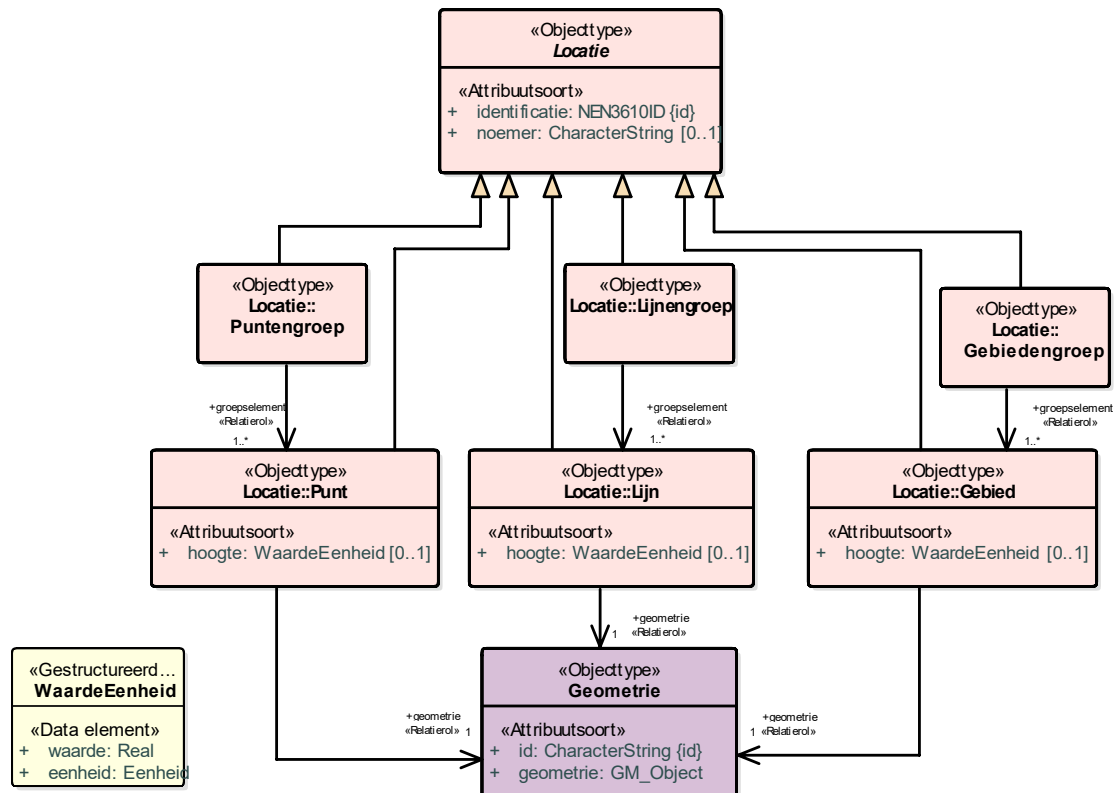 «Objecttype»
Locatie
«Attribuutsoort»
+ identificatie: NEN3610ID {id}
+ noemer: CharacterString [0..1]
«Objecttype»
Locatie::
Puntengroep
«Objecttype»
Locatie::Lijnengroep
«Objecttype»
Locatie::
Gebiedengroep
+groepselement
«Relatierol»
1..*
+groepselement
«Relatierol»
1..*
+groepselement
«Relatierol»
1..*
«Objecttype»
Locatie::Punt
«Attribuutsoort»
+ hoogte: WaardeEenheid [0..1]
«Objecttype»
Locatie::Lijn
«Attribuutsoort»
+ hoogte: WaardeEenheid [0..1]
«Objecttype»
Locatie::Gebied
«Attribuutsoort»
+ hoogte: WaardeEenheid [0..1]
+geometrie
1 «Relatierol»
«Gestructureerd...
WaardeEenheid
«Data element»
+ waarde: Real
+ eenheid: Eenheid
+geometrie
«Relatierol» 1
«Objecttype»
Geometrie
«Attribuutsoort»
+ id: CharacterString {id}
+ geometrie: GM_Object
+geometrie
1 «Relatierol»